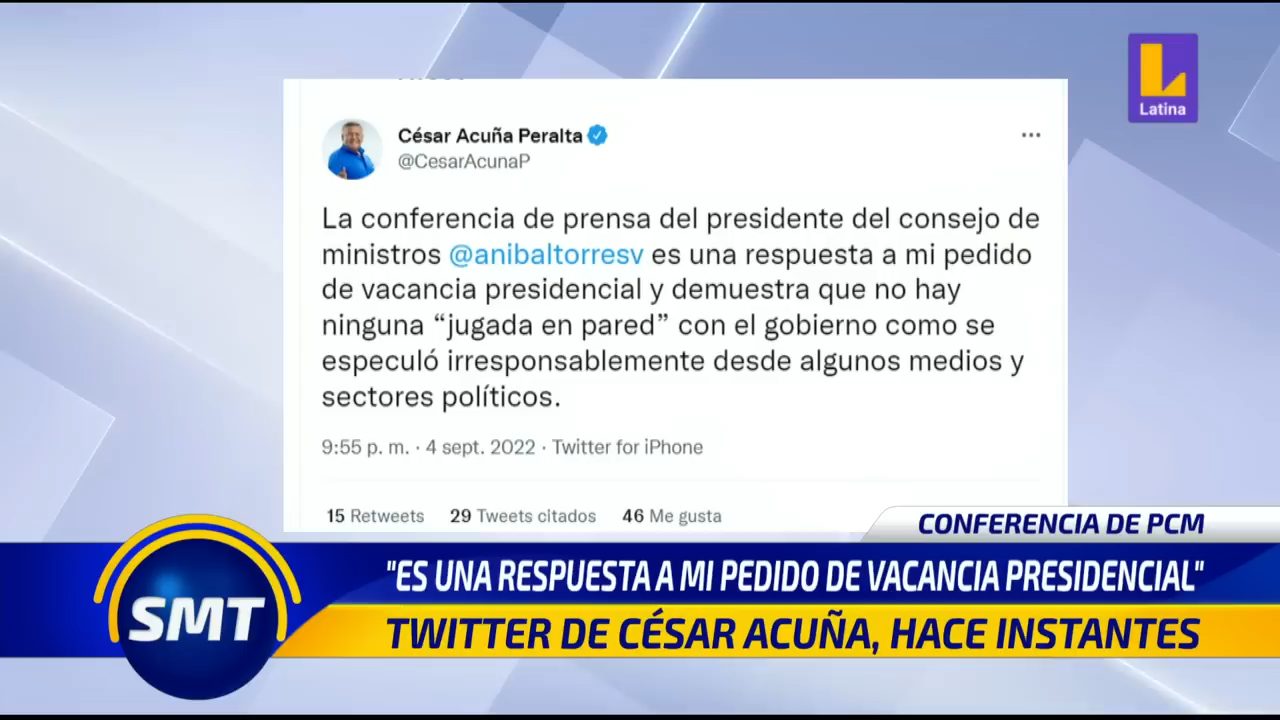 Latina
César Acuña Peralta
@CesarAcunaP
La conferencia de prensa del presidente del consejo de
ministros @anibaltorresv es una respuesta a mi pedido
de vacancia presidencial y demuestra que no hay
ninguna “jugada en pared” con el gobierno como se
especuló irresponsablemente desde algunos medios y
sectores políticos.
9:55 p. m. · 4 sept. 2022 · Twitter for iPhone
15 Retweets 29 Tweets citados 46 Me gusta
CONFERENCIA DE PCM
"ES UNA RESPUESTA A MI PEDIDO DE VACANCIA PRESIDENCIAL"
TWITTER DE CÉSAR ACUÑA, HACE INSTANTES
SMT